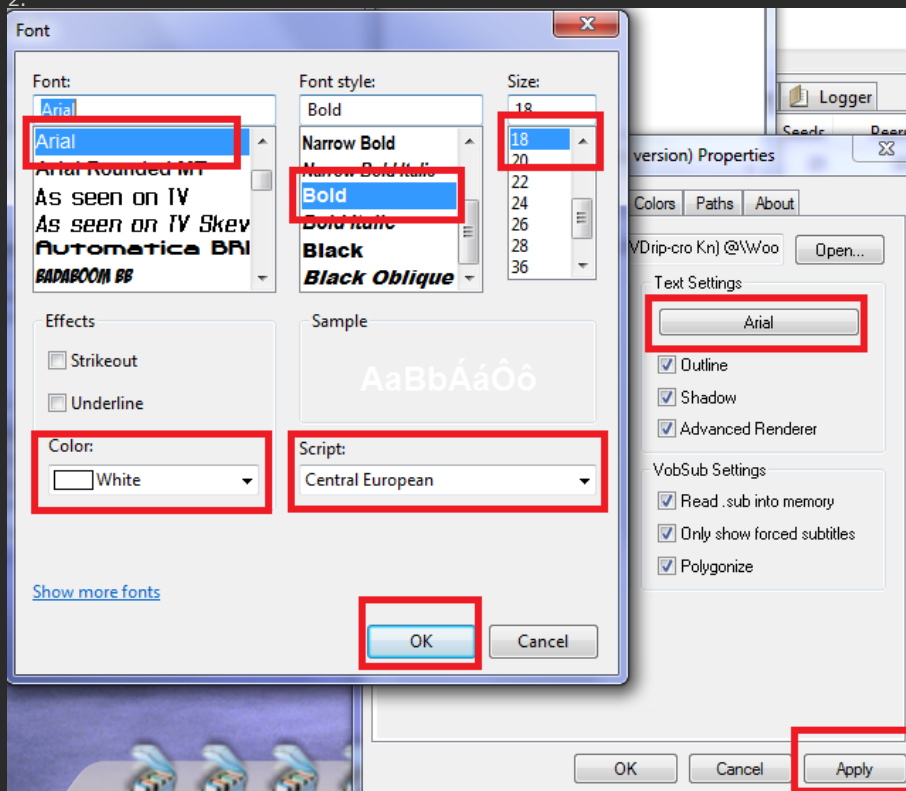 2.
Font
Font:
Font style:
Size:
Arial
Bold
18
Arial
Arial Rounded MT
As seen on TV
As seen on TV Skev
Automatica BRI
BADABOOM BB
Narrow Bold
Narrow Bold Italic
Bold
Bold Italic
Black
Black Oblique
18
20
22
24
26
28
36
Effects
Strikeout
Underline
Sample
AaBbÁáÔô
Color:
White
Script:
Central European
Show more fonts
OK
Cancel
Logger
Seeds
Peers
version) Properties
Colors
Paths
About
VDrip-cro Kn) @\Woo
Open...
Text Settings
Arial
Outline
Shadow
Advanced Renderer
VobSub Settings
Read .sub into memory
Only show forced subtitles
Polygonize
OK
Cancel
Apply